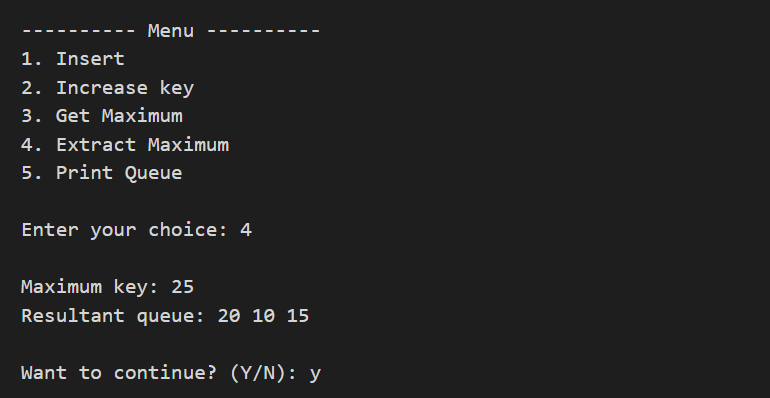 ---------- Menu ----------
1. Insert
2. Increase key
3. Get Maximum
4. Extract Maximum
5. Print Queue
Enter your choice: 4
Maximum key: 25
Resultant queue: 20 10 15
Want to continue? (Y/N): y